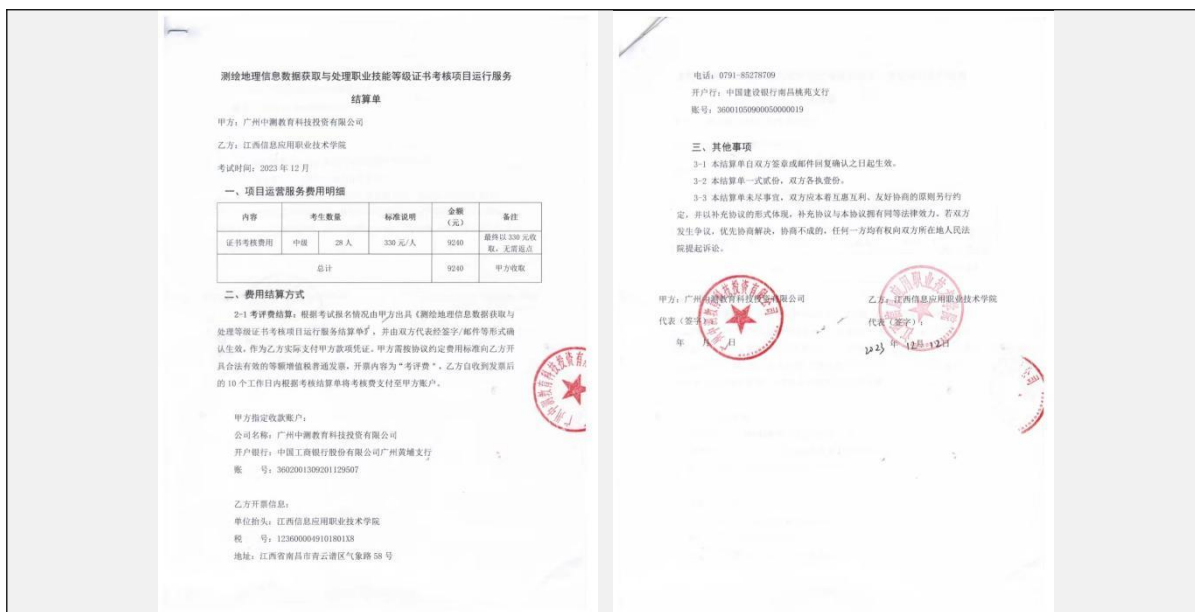 测绘地理信息数据获取与处理职业技能等级证书考核项目运行服务
结算单
甲方：广州中测教育科技投资有限公司
乙方：江西信息应用职业技术学院
考试时间：2023 年 12 月
一、项目运营服务费用明细
内容 考生数量 标准说明 金额（元） 备注
证书考核费用 中级 28 人 330 元/人 9240 最终以 330 元收取，无需返点
总计 9240 甲方收取
二、费用结算方式
2-1 考评费结算：根据考试报名情况由甲方出具《测绘地理信息数据获取与
处理等级证书考核项目运行服务结算单》，并由双方代表经签字/邮件等形式确
认生效，作为乙方实际支付甲方款项凭证。甲方需按协议约定费用标准向乙方开
具合法有效的等额增值税普通发票，开票内容为“考评费”。乙方自收到发票后
的 10 个工作日内根据考核结算单将考核费支付至甲方账户。
甲方指定收款账户：
公司名称：广州中测教育科技投资有限公司
开户银行：中国工商银行股份有限公司广州黄埔支行
账 号：3602001309201129507
乙方开票信息：
单位抬头：江西信息应用职业技术学院
税 号：1236000049101801X8
地址：江西省南昌市青云谱区气象路 58 号
电话：0791-85278709
开户行：中国建设银行南昌桃苑支行
账号：36001050900050000019
三、其他事项
3-1 本结算单自双方签章或邮件回复确认之日起生效。
3-2 本结算单一式贰份，双方各执壹份。
3-3 本结算单未尽事宜，双方应本着互惠互利、友好协商的原则另行约
定，并以补充协议的形式体现，补充协议与本协议拥有同等法律效力。若双方
发生争议，优先协商解决，协商不成的，任何一方均有权向双方所在地人民法
院提起诉讼。
甲方：广州中测教育科技投资有限公司
代表（签字）：
年 月 日
乙方：江西信息应用职业技术学院
代表（签字）：
2023 年 12月 12日